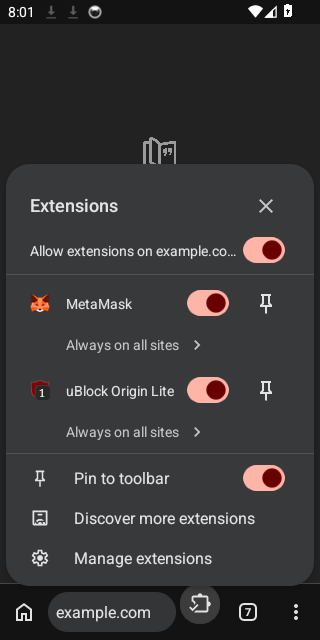 8:01
Extensions
Allow extensions on example.co...
MetaMask
Always on all sites
1
uBlock Origin Lite
Always on all sites
Pin to toolbar
Discover more extensions
Manage extensions
example.com
7